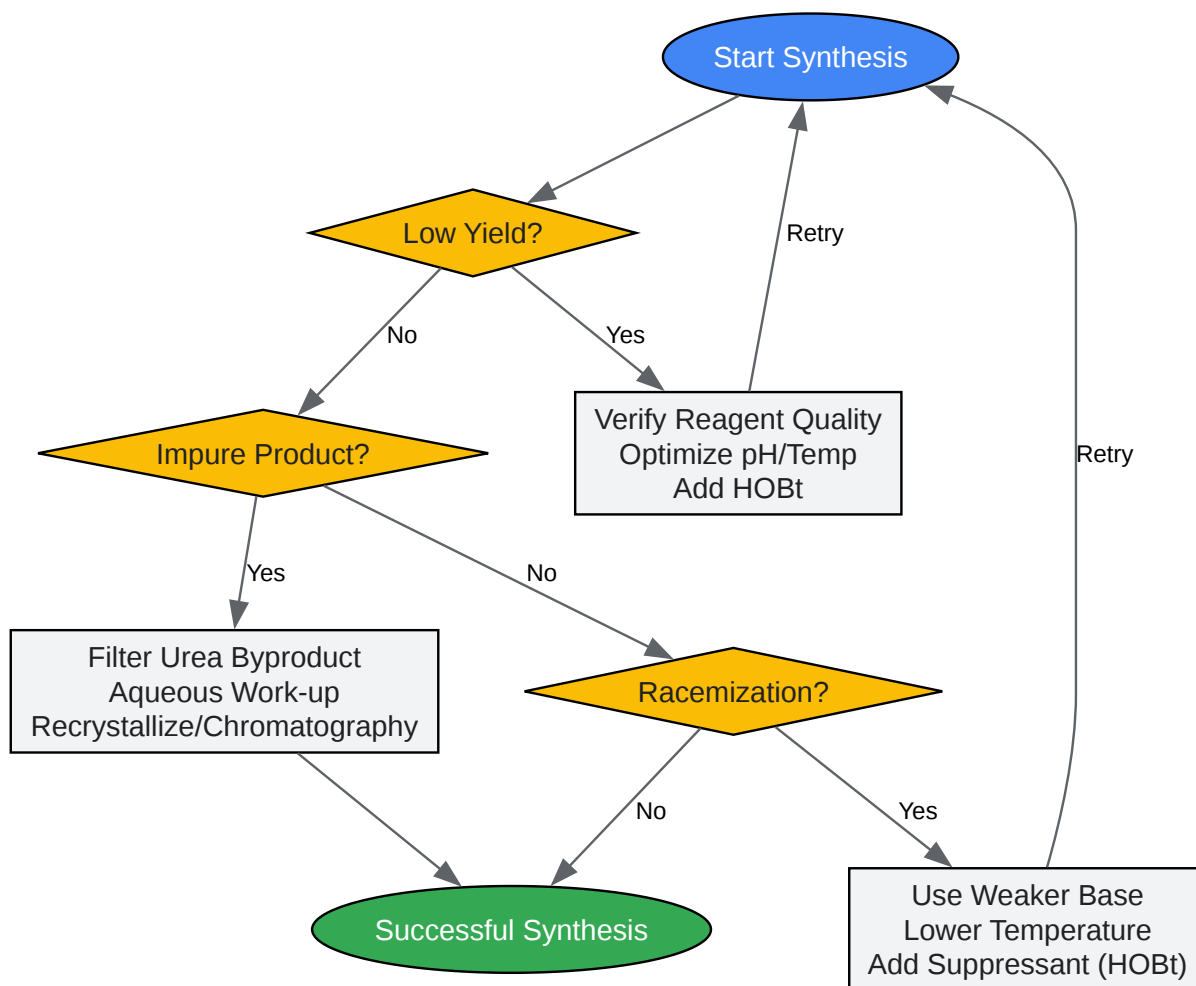 Start Synthesis
Low Yield?
Retry
No
Yes
Verify Reagent Quality
Optimize pH/Temp
Add HOBt
Impure Product?
Retry
Yes
No
Filter Urea Byproduct
Aqueous Work-up
Recrystallize/Chromatography
Racemization?
No
Yes
Successful Synthesis
Use Weaker Base
Lower Temperature
Add Suppressant (HOBt)